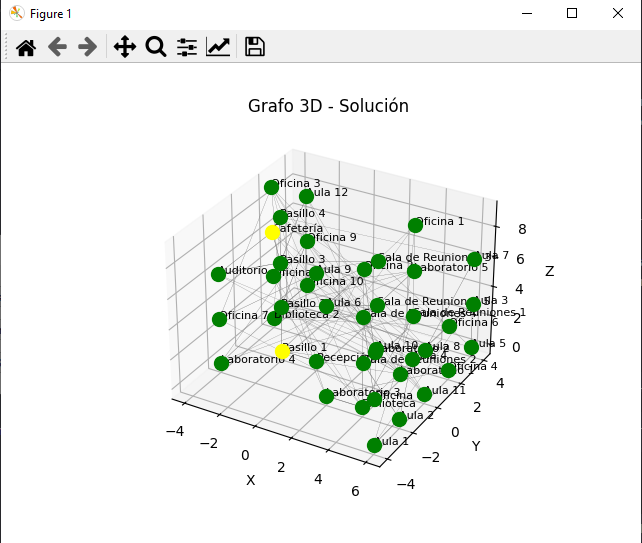 Figure 1
Grafo 3D - Solución
Oficina 3
Aula 12
Pasillo 4
Oficina 1
Cafetería
Oficina 9
Pasillo 3
Sala de Reuniones 3
Aula 7
Auditorio
Oficina
Aula 9
Oficina
Laboratorio 5
Oficina 10
Pasillo 2
Aula 6
Sala de Reuniones 5
Aula 3
Oficina 7
Biblioteca 2
Sala de Reuniones
Sala de Reuniones 1
Oficina 6
Pasillo 1
Aula 10
Laboratorio 2
Aula 8
Aula 5
Laboratorio 4
Recepción
Sala de Reuniones 2
Laboratorio 1
Oficina 4
Laboratorio 3
Oficina
Aula 11
Biblioteca
Aula 2
Aula 1
−4
−2
0
2
4
6
X
−4
−2
0
2
4
Y
0
2
4
6
8
Z